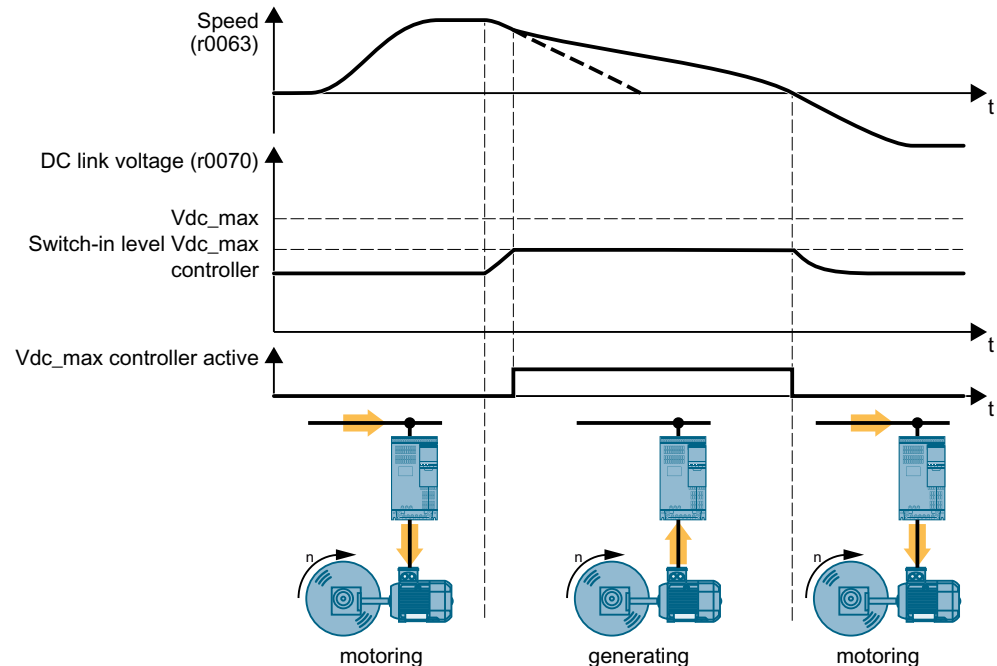 Speed
(r0063)
t
DC link voltage (r0070)
Vdc_max
Switch-in level Vdc_max
controller
t
Vdc_max controller active
t
n
n
n
motoring
generating
motoring